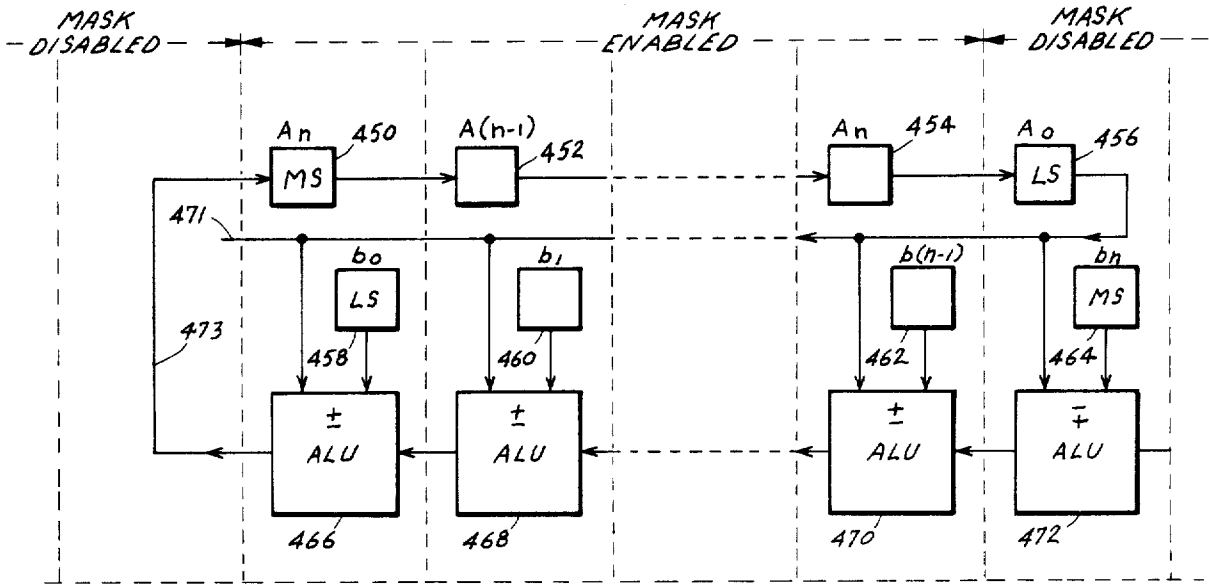 MASK DISABLED
MASK ENABLED
MASK DISABLED
An 450
A(n-1) 452
An 454
Ao 456
MS
LS
471
bo
b1
b(n-1)
bn
LS
MS
473
458
460
462
464
±
±
±
∓
ALU
ALU
ALU
ALU
466
468
470
472